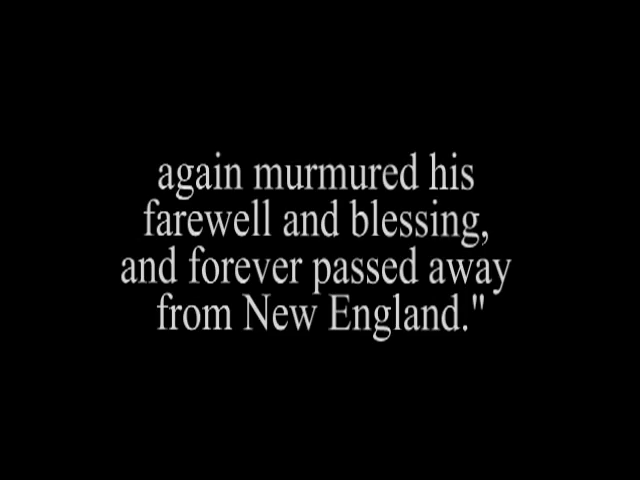 again murmured his
farewell and blessing,
and forever passed away
from New England."